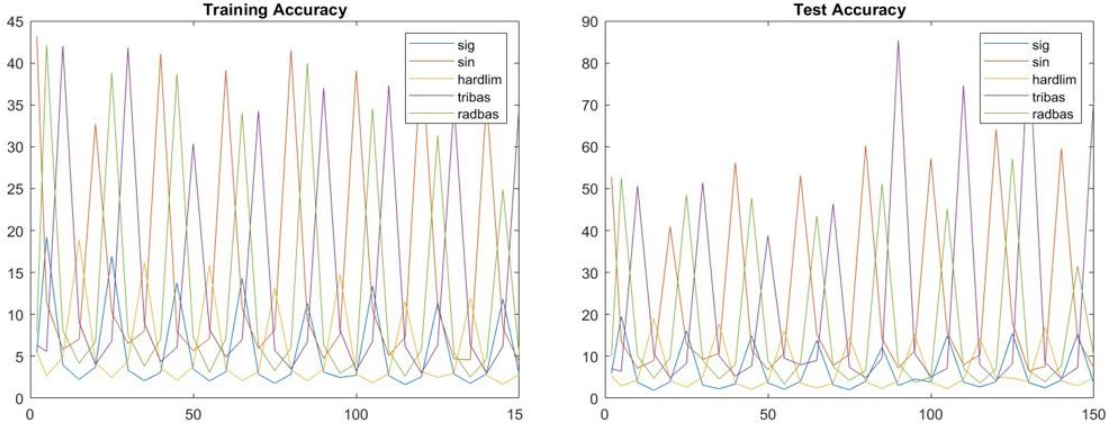 Training Accuracy
45
40
35
30
25
20
15
10
5
0
0 50 100 15
sig
sin
hardlim
tribas
radbas
Test Accuracy
90
80
70
60
50
40
30
20
10
0
0 50 100 150
sig
sin
hardlim
tribas
radbas